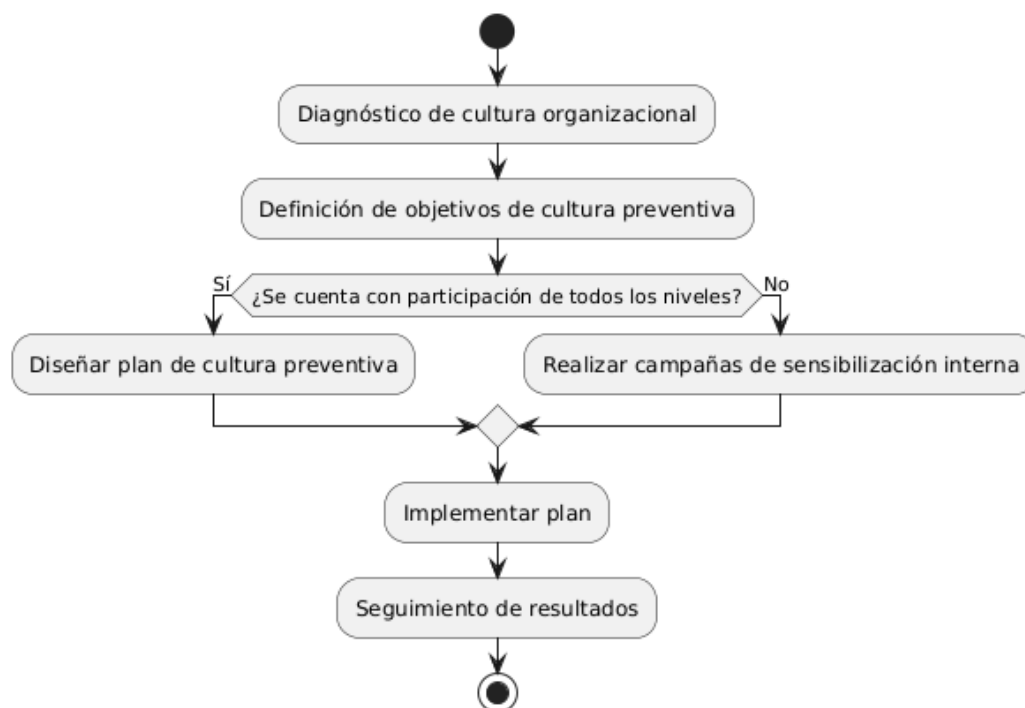 Diagnóstico de cultura organizacional
Definición de objetivos de cultura preventiva
Sí
¿Se cuenta con participación de todos los niveles?
No
Diseñar plan de cultura preventiva
Realizar campañas de sensibilización interna
Implementar plan
Seguimiento de resultados